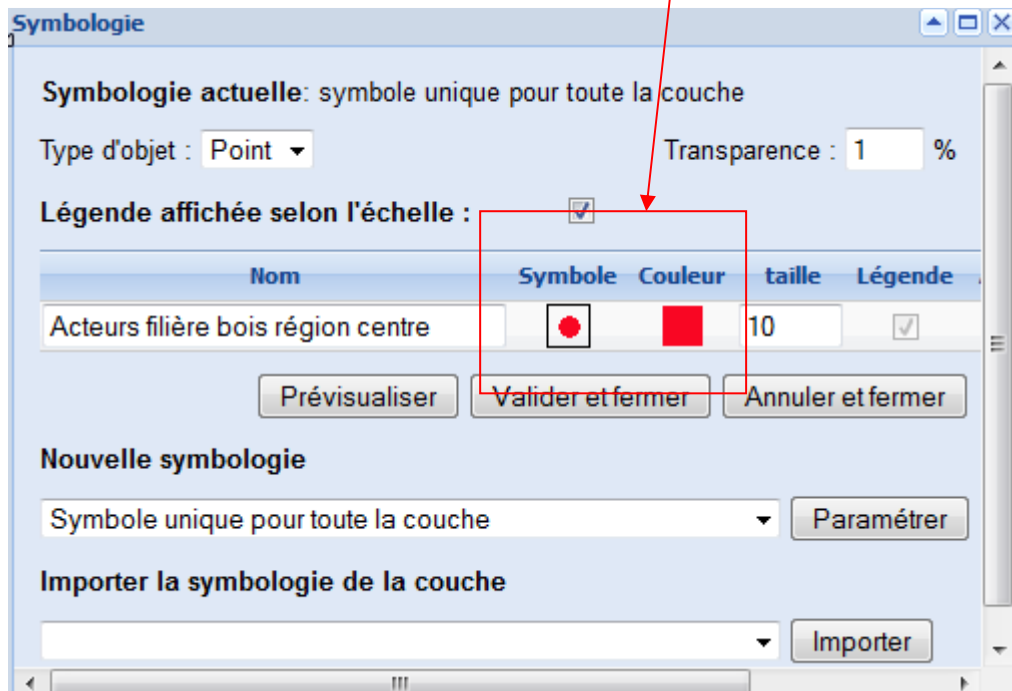 Symbologie
Symbologie actuelle: symbole unique pour toute la couche
Type d'objet : Point Transparence : 1 %
Légende affichée selon l'échelle :
Nom Symbole Couleur taille Légende
Acteurs filière bois région centre 10
Prévisualiser Valider et fermer Annuler et fermer
Nouvelle symbologie
Symbole unique pour toute la couche Paramétrer
Importer la symbologie de la couche
Importer